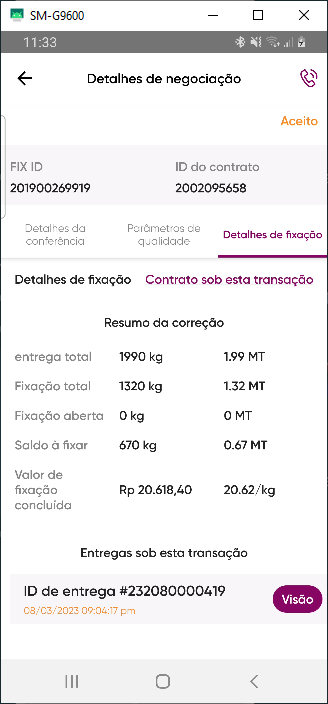 SM-G9600
11:33
Detalhes de negociação
Aceito
FIX ID
ID do contrato
201900269919
2002095658
Detalhes da conferência
Parâmetros de qualidade
Detalhes de fixação
Detalhes de fixação
Contrato sob esta transação
Resumo da correção
entrega total 1990 kg 1.99 MT
Fixação total 1320 kg 1.32 MT
Fixação aberta 0 kg 0 MT
Saldo à fixar 670 kg 0.67 MT
Valor de
fixação Rp 20.618,40 20.62/kg
concluída
Entregas sob esta transação
ID de entrega #232080000419
Visão
08/03/2023 09:04:17 pm